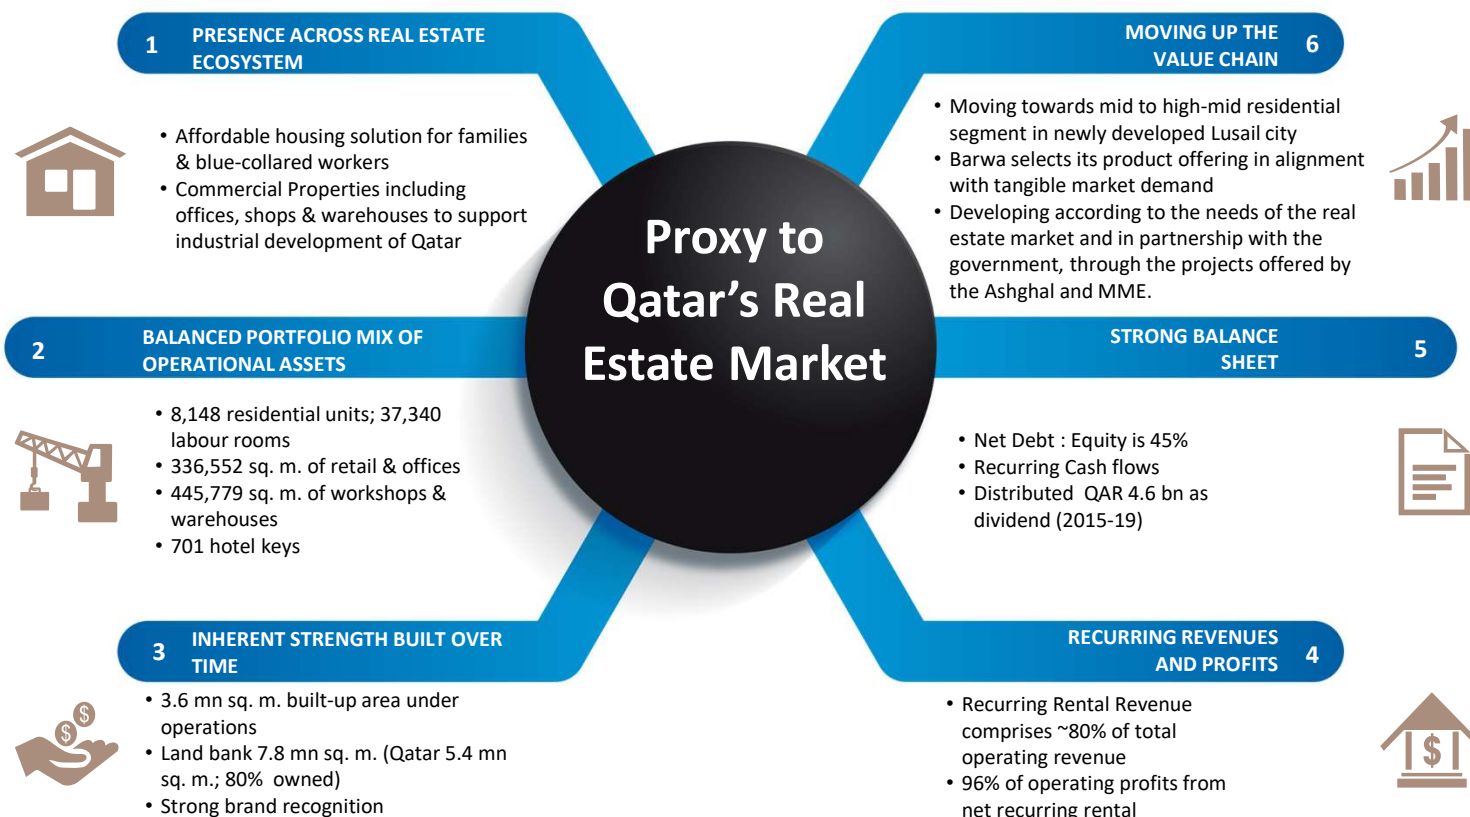 1
PRESENCE ACROSS REAL ESTATE
ECOSYSTEM
• Affordable housing solution for families
& blue-collared workers
• Commercial Properties including
offices, shops & warehouses to support
industrial development of Qatar
2
BALANCED PORTFOLIO MIX OF
OPERATIONAL ASSETS
• 8,148 residential units; 37,340
labour rooms
• 336,552 sq. m. of retail & offices
• 445,779 sq. m. of workshops &
warehouses
• 701 hotel keys
3
INHERENT STRENGTH BUILT OVER
TIME
• 3.6 mn sq. m. built-up area under
operations
• Land bank 7.8 mn sq. m. (Qatar 5.4 mn
sq. m.; 80% owned)
• Strong brand recognition
$
$
Proxy to
Qatar’s Real
Estate Market
MOVING UP THE
VALUE CHAIN
6
• Moving towards mid to high-mid residential
segment in newly developed Lusail city
• Barwa selects its product offering in alignment
with tangible market demand
• Developing according to the needs of the real
estate market and in partnership with the
government, through the projects offered by
the Ashghal and MME.
STRONG BALANCE
SHEET
5
• Net Debt : Equity is 45%
• Recurring Cash flows
• Distributed QAR 4.6 bn as
dividend (2015-19)
RECURRING REVENUES
AND PROFITS
4
• Recurring Rental Revenue
comprises ~80% of total
operating revenue
• 96% of operating profits from
net recurring rental
$